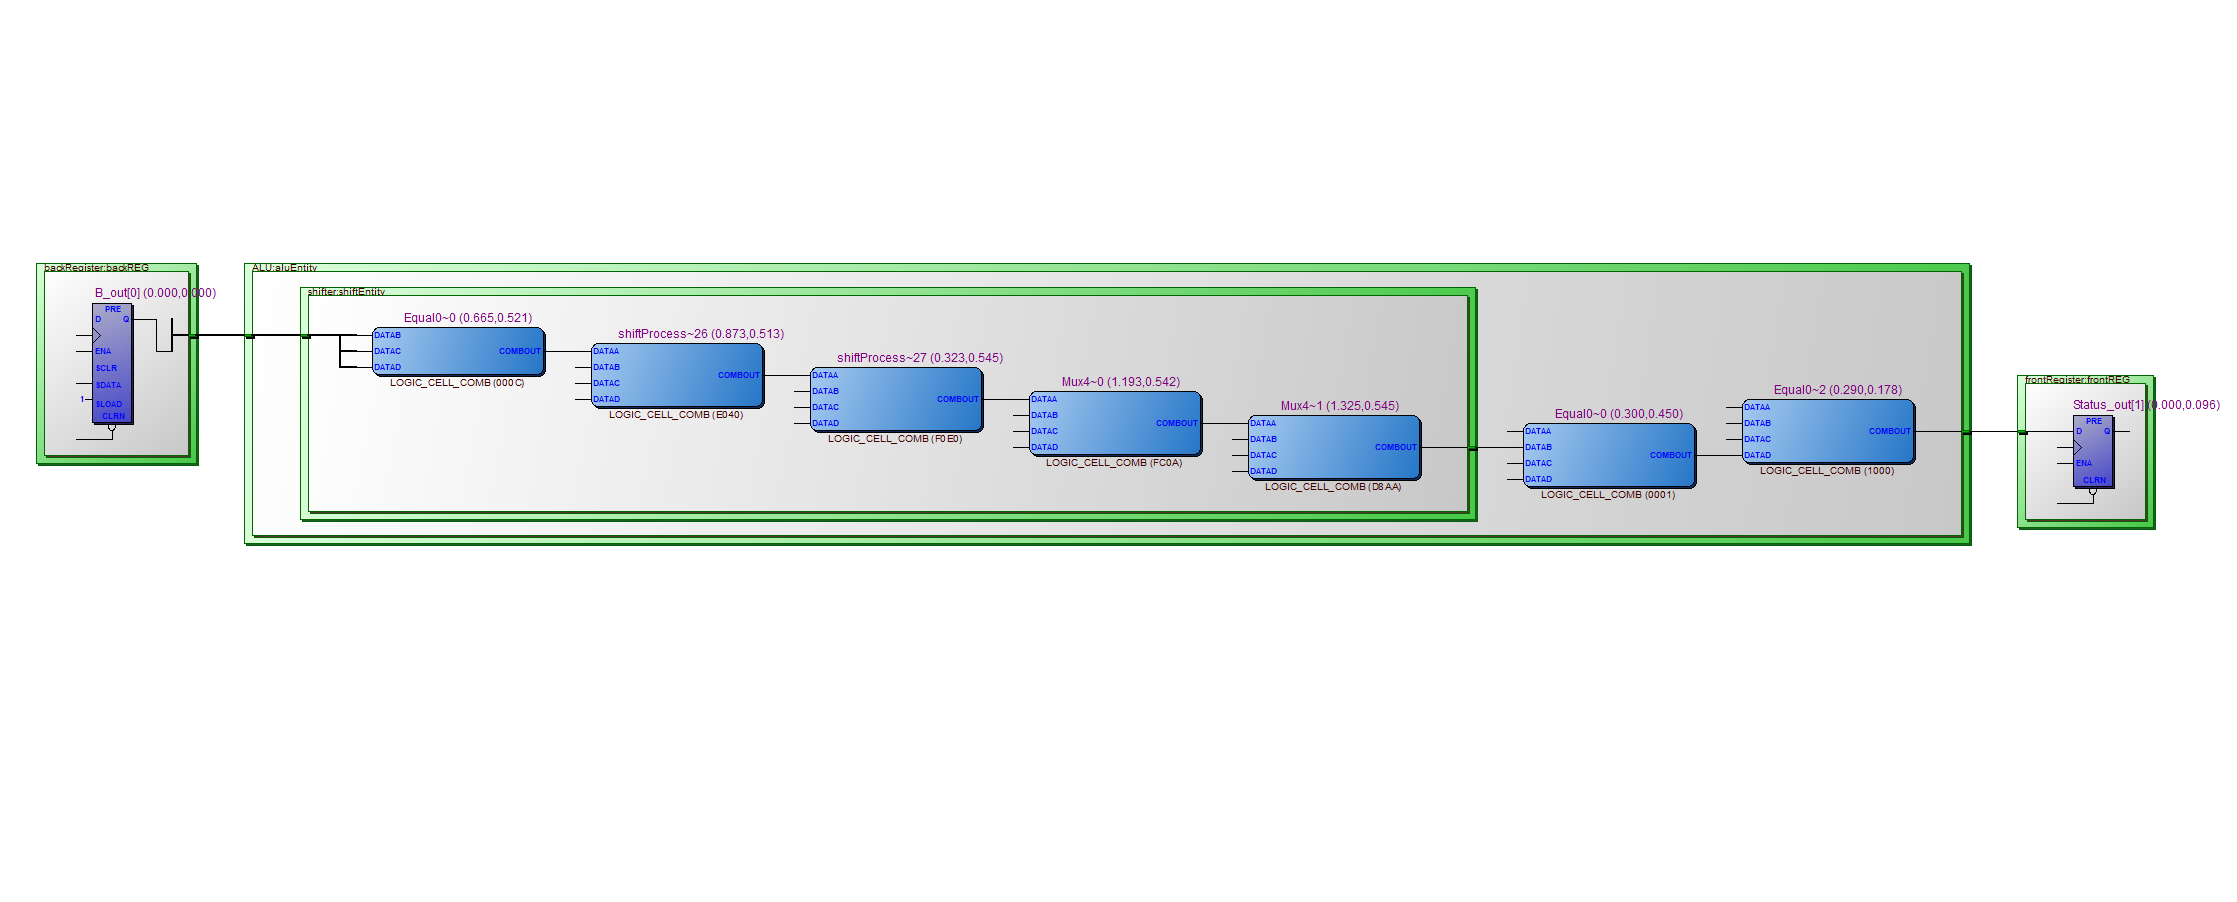 backRegister:backREG
B_out[0] (0.000,0.000)
PRE
D Q
ENA
SCLR
SDATA
1 SLOAD
CLRN
ALU:aluEntity
shifter:shiftEntity
Equal0~0 (0.665,0.521)
DATAB
DATAC COMBOUT
DATAD
LOGIC_CELL_COMB (000C)
shiftProcess~26 (0.873,0.513)
DATAA
DATAB
COMBOUT
DATAC
DATAD
LOGIC_CELL_COMB (E040)
shiftProcess~27 (0.323,0.545)
DATAA
DATAB
COMBOUT
DATAC
DATAD
LOGIC_CELL_COMB (F0E0)
Mux4~0 (1.193,0.542)
DATAA
DATAB
COMBOUT
DATAC
DATAD
LOGIC_CELL_COMB (FC0A)
Mux4~1 (1.325,0.545)
DATAA
DATAB
COMBOUT
DATAC
DATAD
LOGIC_CELL_COMB (D8AA)
Equal0~0 (0.300,0.450)
DATAA
DATAB
COMBOUT
DATAC
DATAD
LOGIC_CELL_COMB (0001)
Equal0~2 (0.290,0.178)
DATAA
DATAB
COMBOUT
DATAC
DATAD
LOGIC_CELL_COMB (1000)
frontRegister:frontREG
Status_out[1] (0.000,0.096)
PRE
D Q
ENA
CLRN